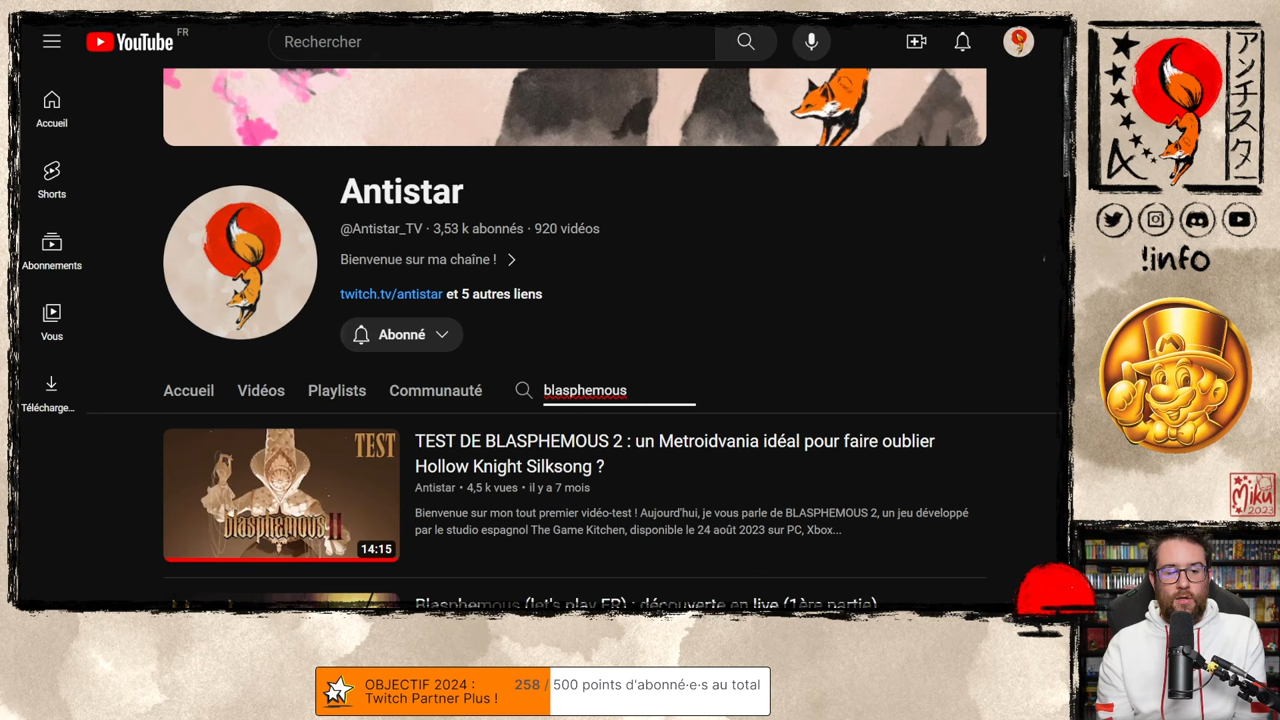 YouTube FR
Rechercher
Accueil
Shorts
Abonnements
Vous
Télécharge...
Antistar
@Antistar_TV · 3,53 k abonnés · 920 vidéos
Bienvenue sur ma chaîne !
twitch.tv/antistar et 5 autres liens
Abonné
Accueil
Vidéos
Playlists
Communauté
blasphemous
TEST
blasphemous II
14:15
TEST DE BLASPHEMOUS 2 : un Metroidvania idéal pour faire oublier
Hollow Knight Silksong ?
Antistar • 4,5 k vues • il y a 7 mois
Bienvenue sur mon tout premier vidéo-test ! Aujourd'hui, je vous parle de BLASPHEMOUS 2, un jeu développé
par le studio espagnol The Game Kitchen, disponible le 24 août 2023 sur PC, Xbox...
Blasphemous (let's play FR) : découverte en live (1ère partie)
アンチスター
!info
M
Miku
2023
OBJECTIF 2024 :
Twitch Partner Plus !
258 / 500 points d'abonné·e·s au total